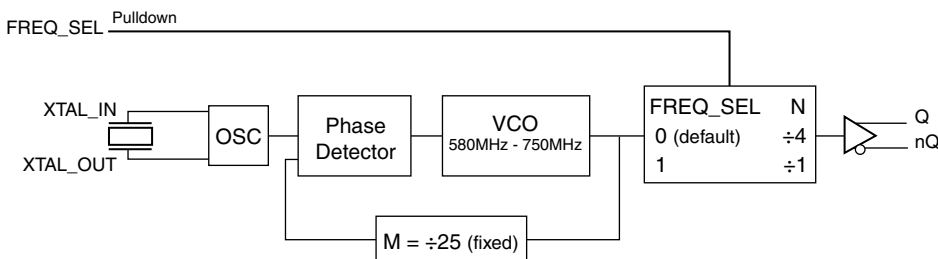 FREQ_SEL Pulldown
XTAL_IN
XTAL_OUT
OSC
Phase
Detector
VCO
580MHz - 750MHz
FREQ_SEL N
0 (default) ÷4
1 ÷1
Q
nQ
M = ÷25 (fixed)